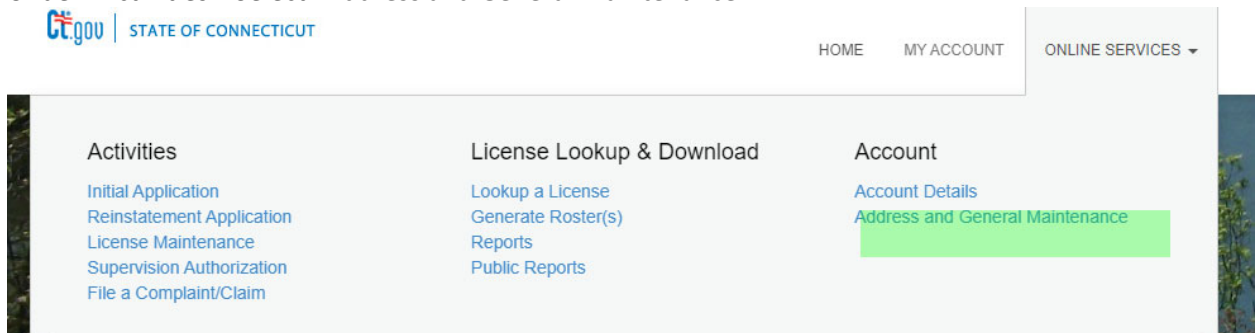 Ct.gov STATE OF CONNECTICUT
HOME MY ACCOUNT ONLINE SERVICES
Activities
Initial Application
Reinstatement Application
License Maintenance
Supervision Authorization
File a Complaint/Claim
License Lookup & Download
Lookup a License
Generate Roster(s)
Reports
Public Reports
Account
Account Details
Address and General Maintenance